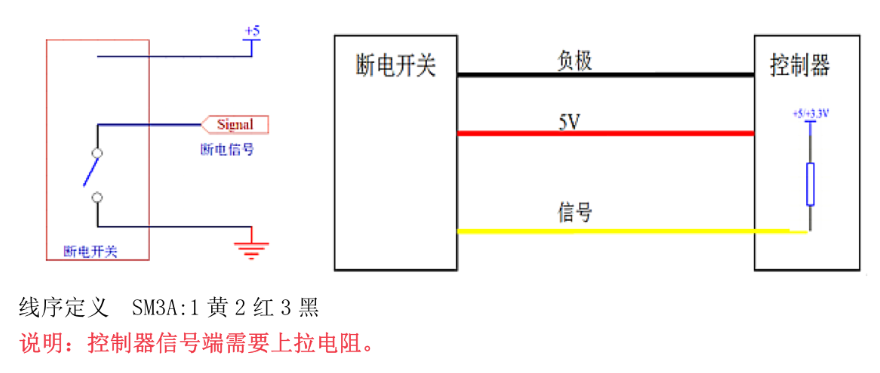 +5
Signal
断电信号
断电开关
断电开关
负极
5V
信号
控制器
+5/+3.3V
线序定义 SM3A:1黄2红3黑
说明：控制器信号端需要上拉电阻。